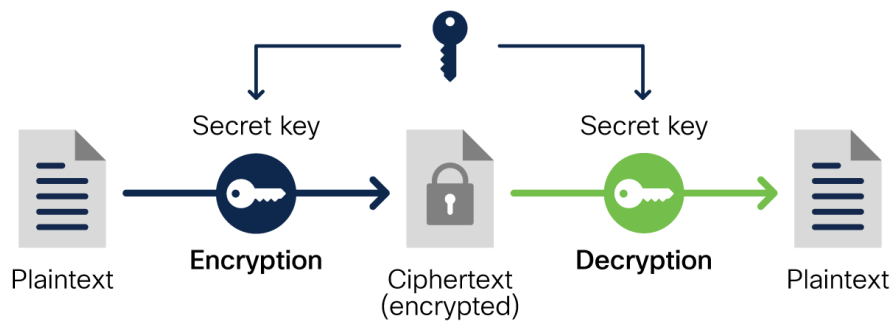 Secret key
Secret key
Plaintext
Encryption
Ciphertext
(encrypted)
Decryption
Plaintext